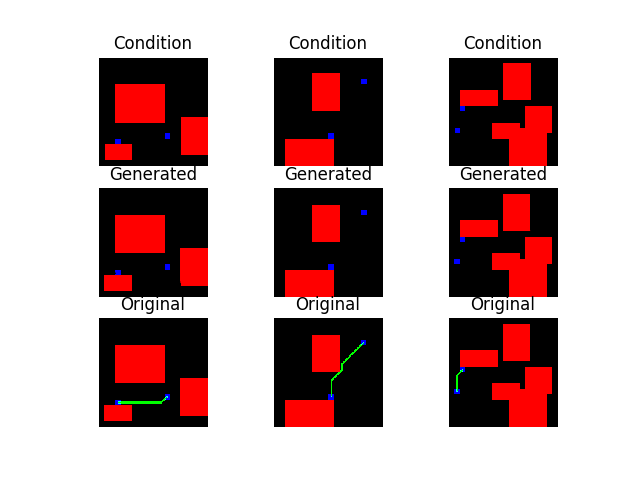 Condition Condition Condition
Generated Generated Generated
Original Original Original